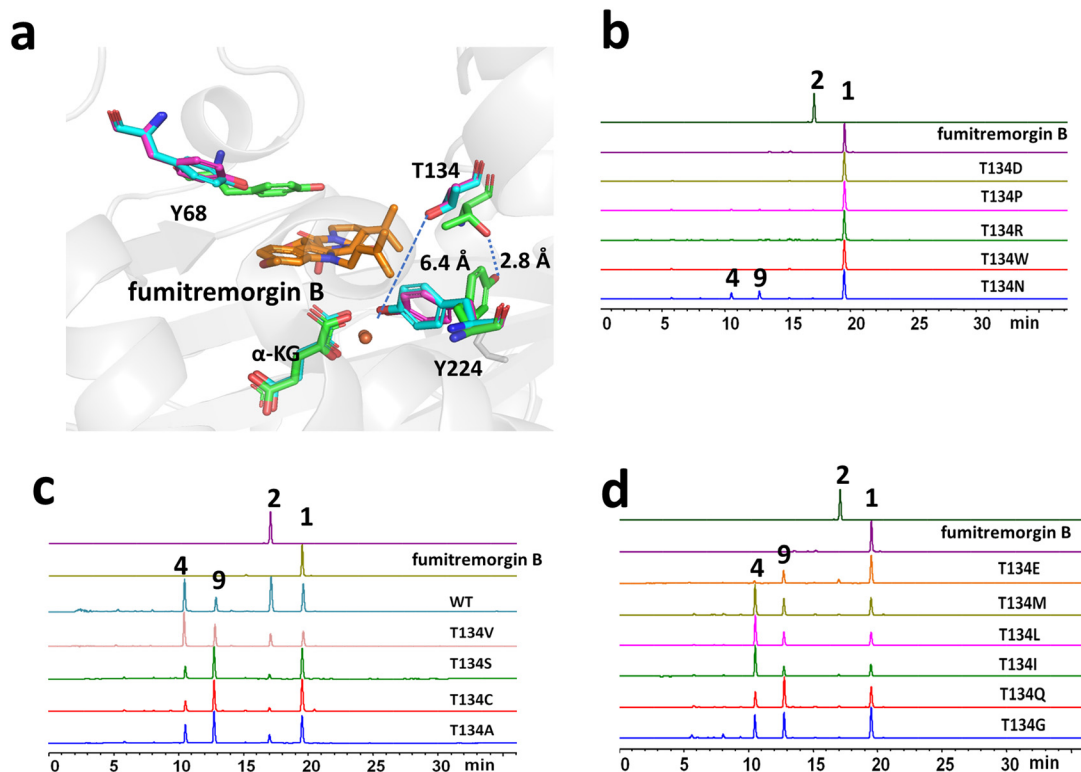 a
T134
Y68
6.4 Å
2.8 Å
fumitremorgin B
α-KG
Y224
b
2
1
fumitremorgin B
T134D
T134P
T134R
T134W
4 9
T134N
0 5 10 15 20 25 30 min
c
2
1
fumitremorgin B
4
9
WT
T134V
T134S
T134C
T134A
0 5 10 15 20 25 30 min
d
2
1
fumitremorgin B
9
4
T134E
T134M
T134L
T134I
T134Q
T134G
0 5 10 15 20 25 30 min